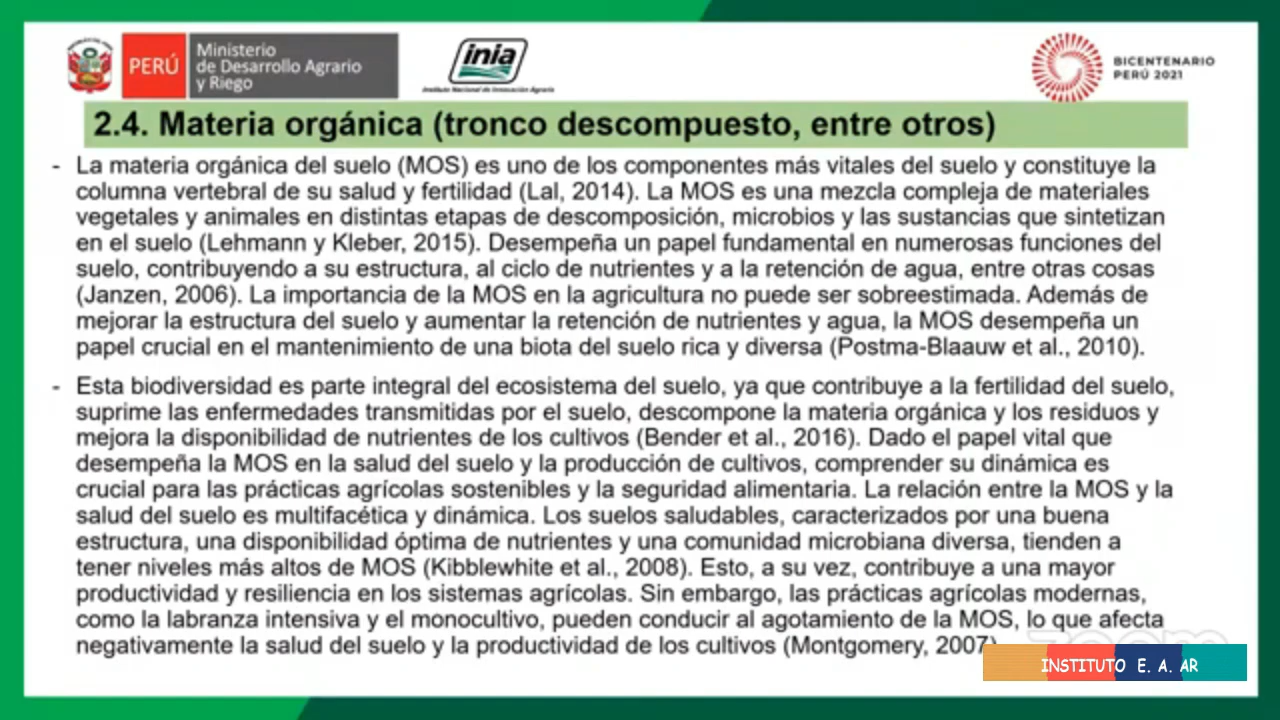 PERÚ
Ministerio
de Desarrollo Agrario
y Riego
inia
Instituto Nacional de Innovación Agraria
BICENTENARIO
PERÚ 2021
2.4. Materia orgánica (tronco descompuesto, entre otros)
- La materia orgánica del suelo (MOS) es uno de los componentes más vitales del suelo y constituye la
columna vertebral de su salud y fertilidad (Lal, 2014). La MOS es una mezcla compleja de materiales
vegetales y animales en distintas etapas de descomposición, microbios y las sustancias que sintetizan
en el suelo (Lehmann y Kleber, 2015). Desempeña un papel fundamental en numerosas funciones del
suelo, contribuyendo a su estructura, al ciclo de nutrientes y a la retención de agua, entre otras cosas
(Janzen, 2006). La importancia de la MOS en la agricultura no puede ser sobreestimada. Además de
mejorar la estructura del suelo y aumentar la retención de nutrientes y agua, la MOS desempeña un
papel crucial en el mantenimiento de una biota del suelo rica y diversa (Postma-Blaauw et al., 2010).
- Esta biodiversidad es parte integral del ecosistema del suelo, ya que contribuye a la fertilidad del suelo,
suprime las enfermedades transmitidas por el suelo, descompone la materia orgánica y los residuos y
mejora la disponibilidad de nutrientes de los cultivos (Bender et al., 2016). Dado el papel vital que
desempeña la MOS en la salud del suelo y la producción de cultivos, comprender su dinámica es
crucial para las prácticas agrícolas sostenibles y la seguridad alimentaria. La relación entre la MOS y la
salud del suelo es multifacética y dinámica. Los suelos saludables, caracterizados por una buena
estructura, una disponibilidad óptima de nutrientes y una comunidad microbiana diversa, tienden a
tener niveles más altos de MOS (Kibblewhite et al., 2008). Esto, a su vez, contribuye a una mayor
productividad y resiliencia en los sistemas agrícolas. Sin embargo, las prácticas agrícolas modernas,
como la labranza intensiva y el monocultivo, pueden conducir al agotamiento de la MOS, lo que afecta
negativamente la salud del suelo y la productividad de los cultivos (Montgomery, 2007)
zoom
INSTITUTO E. A. AR